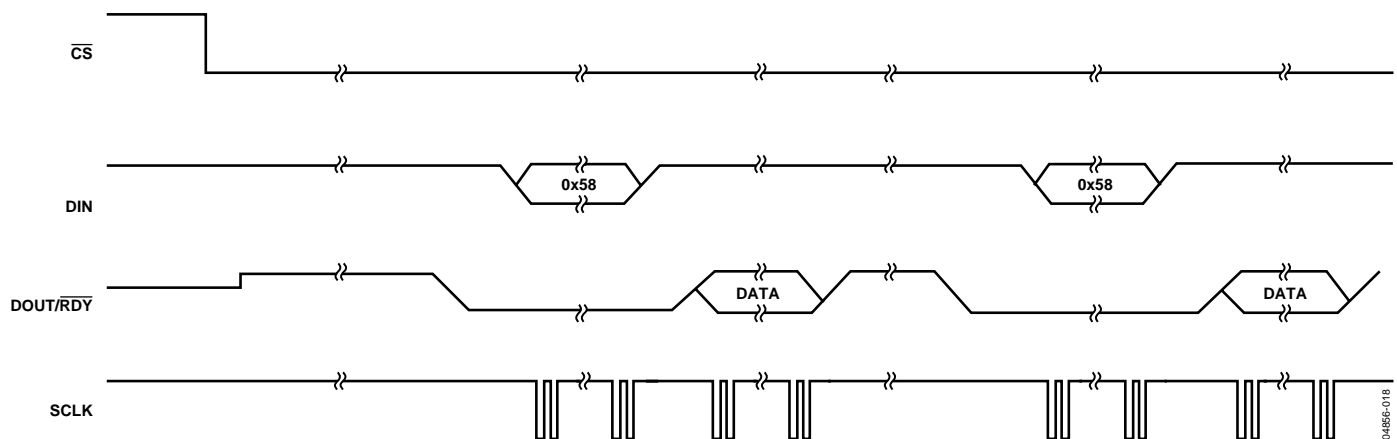 CS
DIN
0x58
0x58
DOUT/RDY
DATA
DATA
SCLK
04856-018